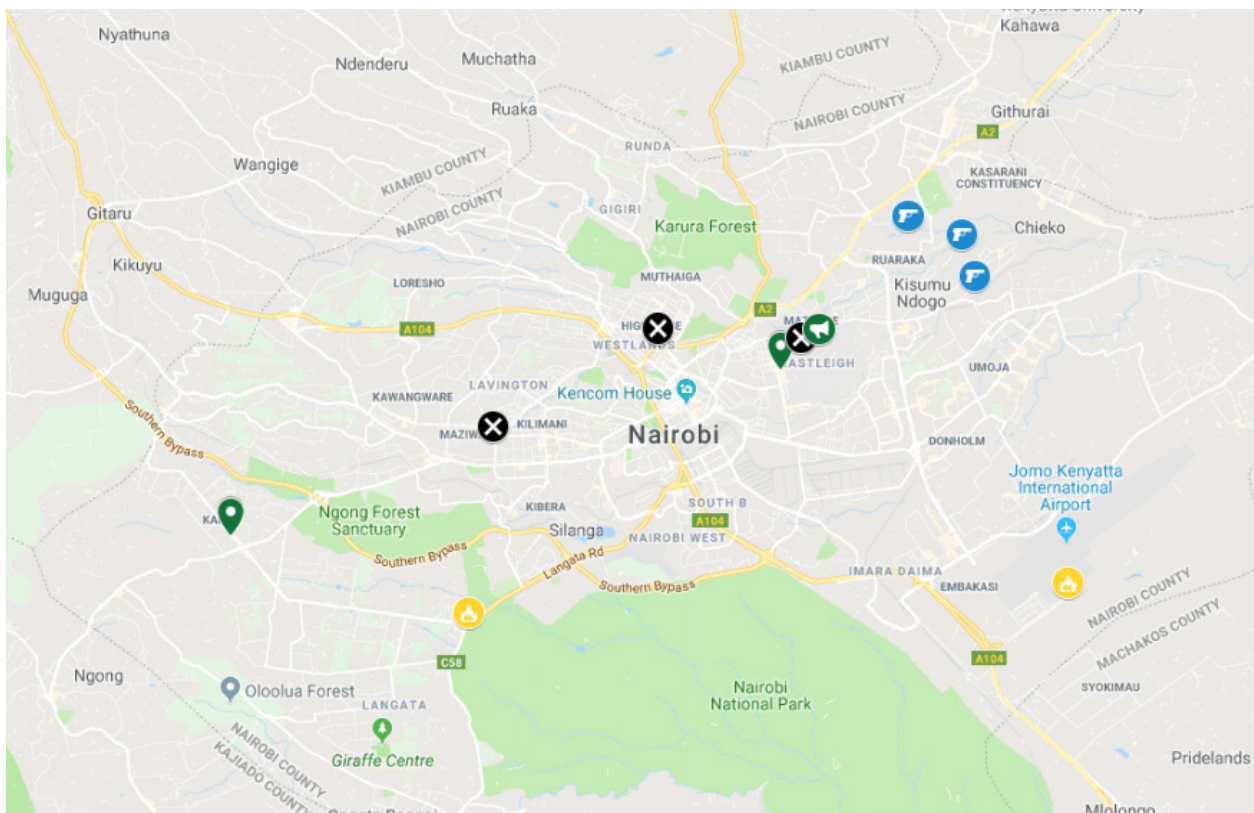 Kahawa
Nyathuna
Muchatha
Ndenderu
KIAMBU COUNTY
Ruaka
NAIROBI COUNTY
Githurai
A2
RUNDA
Wangige
KIAMBU COUNTY
KASARANI
CONSTITUENCY
NAIROBI COUNTY
GIGIRI
Gitaru
Karura Forest
Chieko
Kikuyu
RUARAKA
MUTHAIGA
LORESHO
Kisumu
Ndogo
Muguga
A2
A104
WESTLANDS
UMOJA
LAVINGTON
KAWANGWARE
Kencom House
Southern Bypass
KILIMANI
Nairobi
DONHOLM
Jomo Kenyatta
International
Airport
KIBERA
SOUTH B
Ngong Forest
Sanctuary
Silanga
A104
NAIROBI WEST
Southern Bypass
Langata Rd
Southern Bypass
IMARA DAIMA
EMBAKASI
NAIROBI COUNTY
MACHAKOS COUNTY
C58
A104
Ngong
Oloolua Forest
Nairobi
National Park
SYOKIMAU
LANGATA
NAIROBI COUNTY
KAJIADO COUNTY
Giraffe Centre
Pridelands
Mlolongo